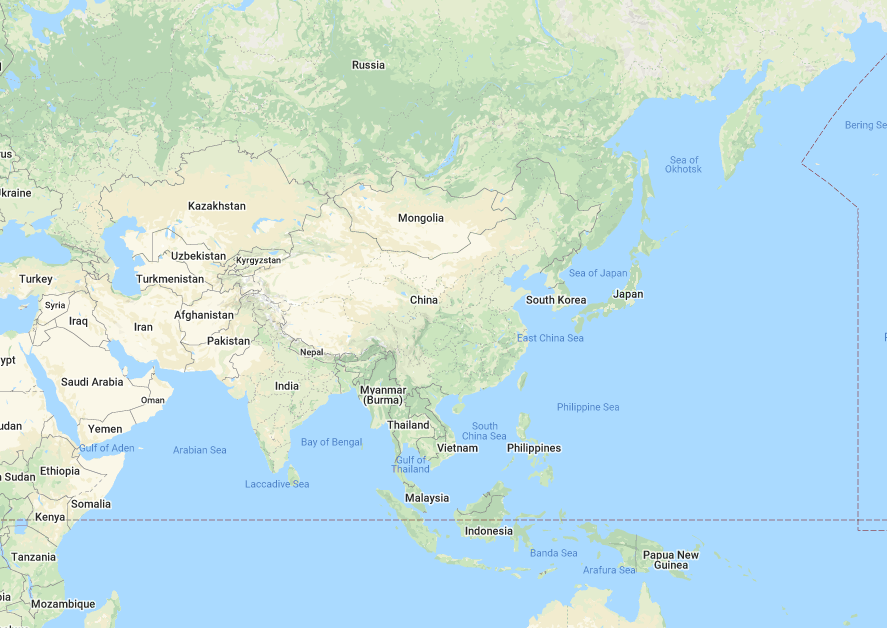 Russia
Bering Se
Sea of
Okhotsk
rus
kraine
Kazakhstan
Mongolia
Uzbekistan
Kyrgyzstan
Turkey
Turkmenistan
Sea of Japan
Syria
China
South Korea
Japan
Iraq
Iran
Afghanistan
Pakistan
East China Sea
Nepal
ypt
Saudi Arabia
India
Myanmar
(Burma)
Oman
Philippine Sea
udan
Yemen
Thailand
South
China Sea
Bay of Bengal
Gulf of Aden
Arabian Sea
Vietnam
Philippines
Gulf of
Thailand
Ethiopia
n Sudan
Laccadive Sea
Malaysia
Somalia
Kenya
Indonesia
Banda Sea
Papua New
Guinea
Tanzania
Arafura Sea
bia
Mozambique